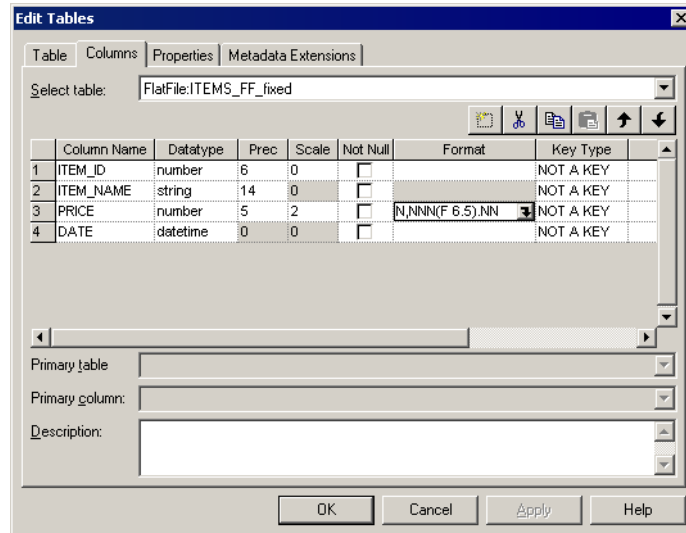 Edit Tables
Table Columns Properties Metadata Extensions
Select table: FlatFile:ITEMS_FF_fixed
Column Name Datatype Prec Scale Not Null Format Key Type
1 ITEM_ID number 6 0 NOT A KEY
2 ITEM_NAME string 14 0 NOT A KEY
3 PRICE number 5 2 N,NNN(F 6.5).NN NOT A KEY
4 DATE datetime 0 0 NOT A KEY
Primary table
Primary column:
Description:
OK Cancel Apply Help